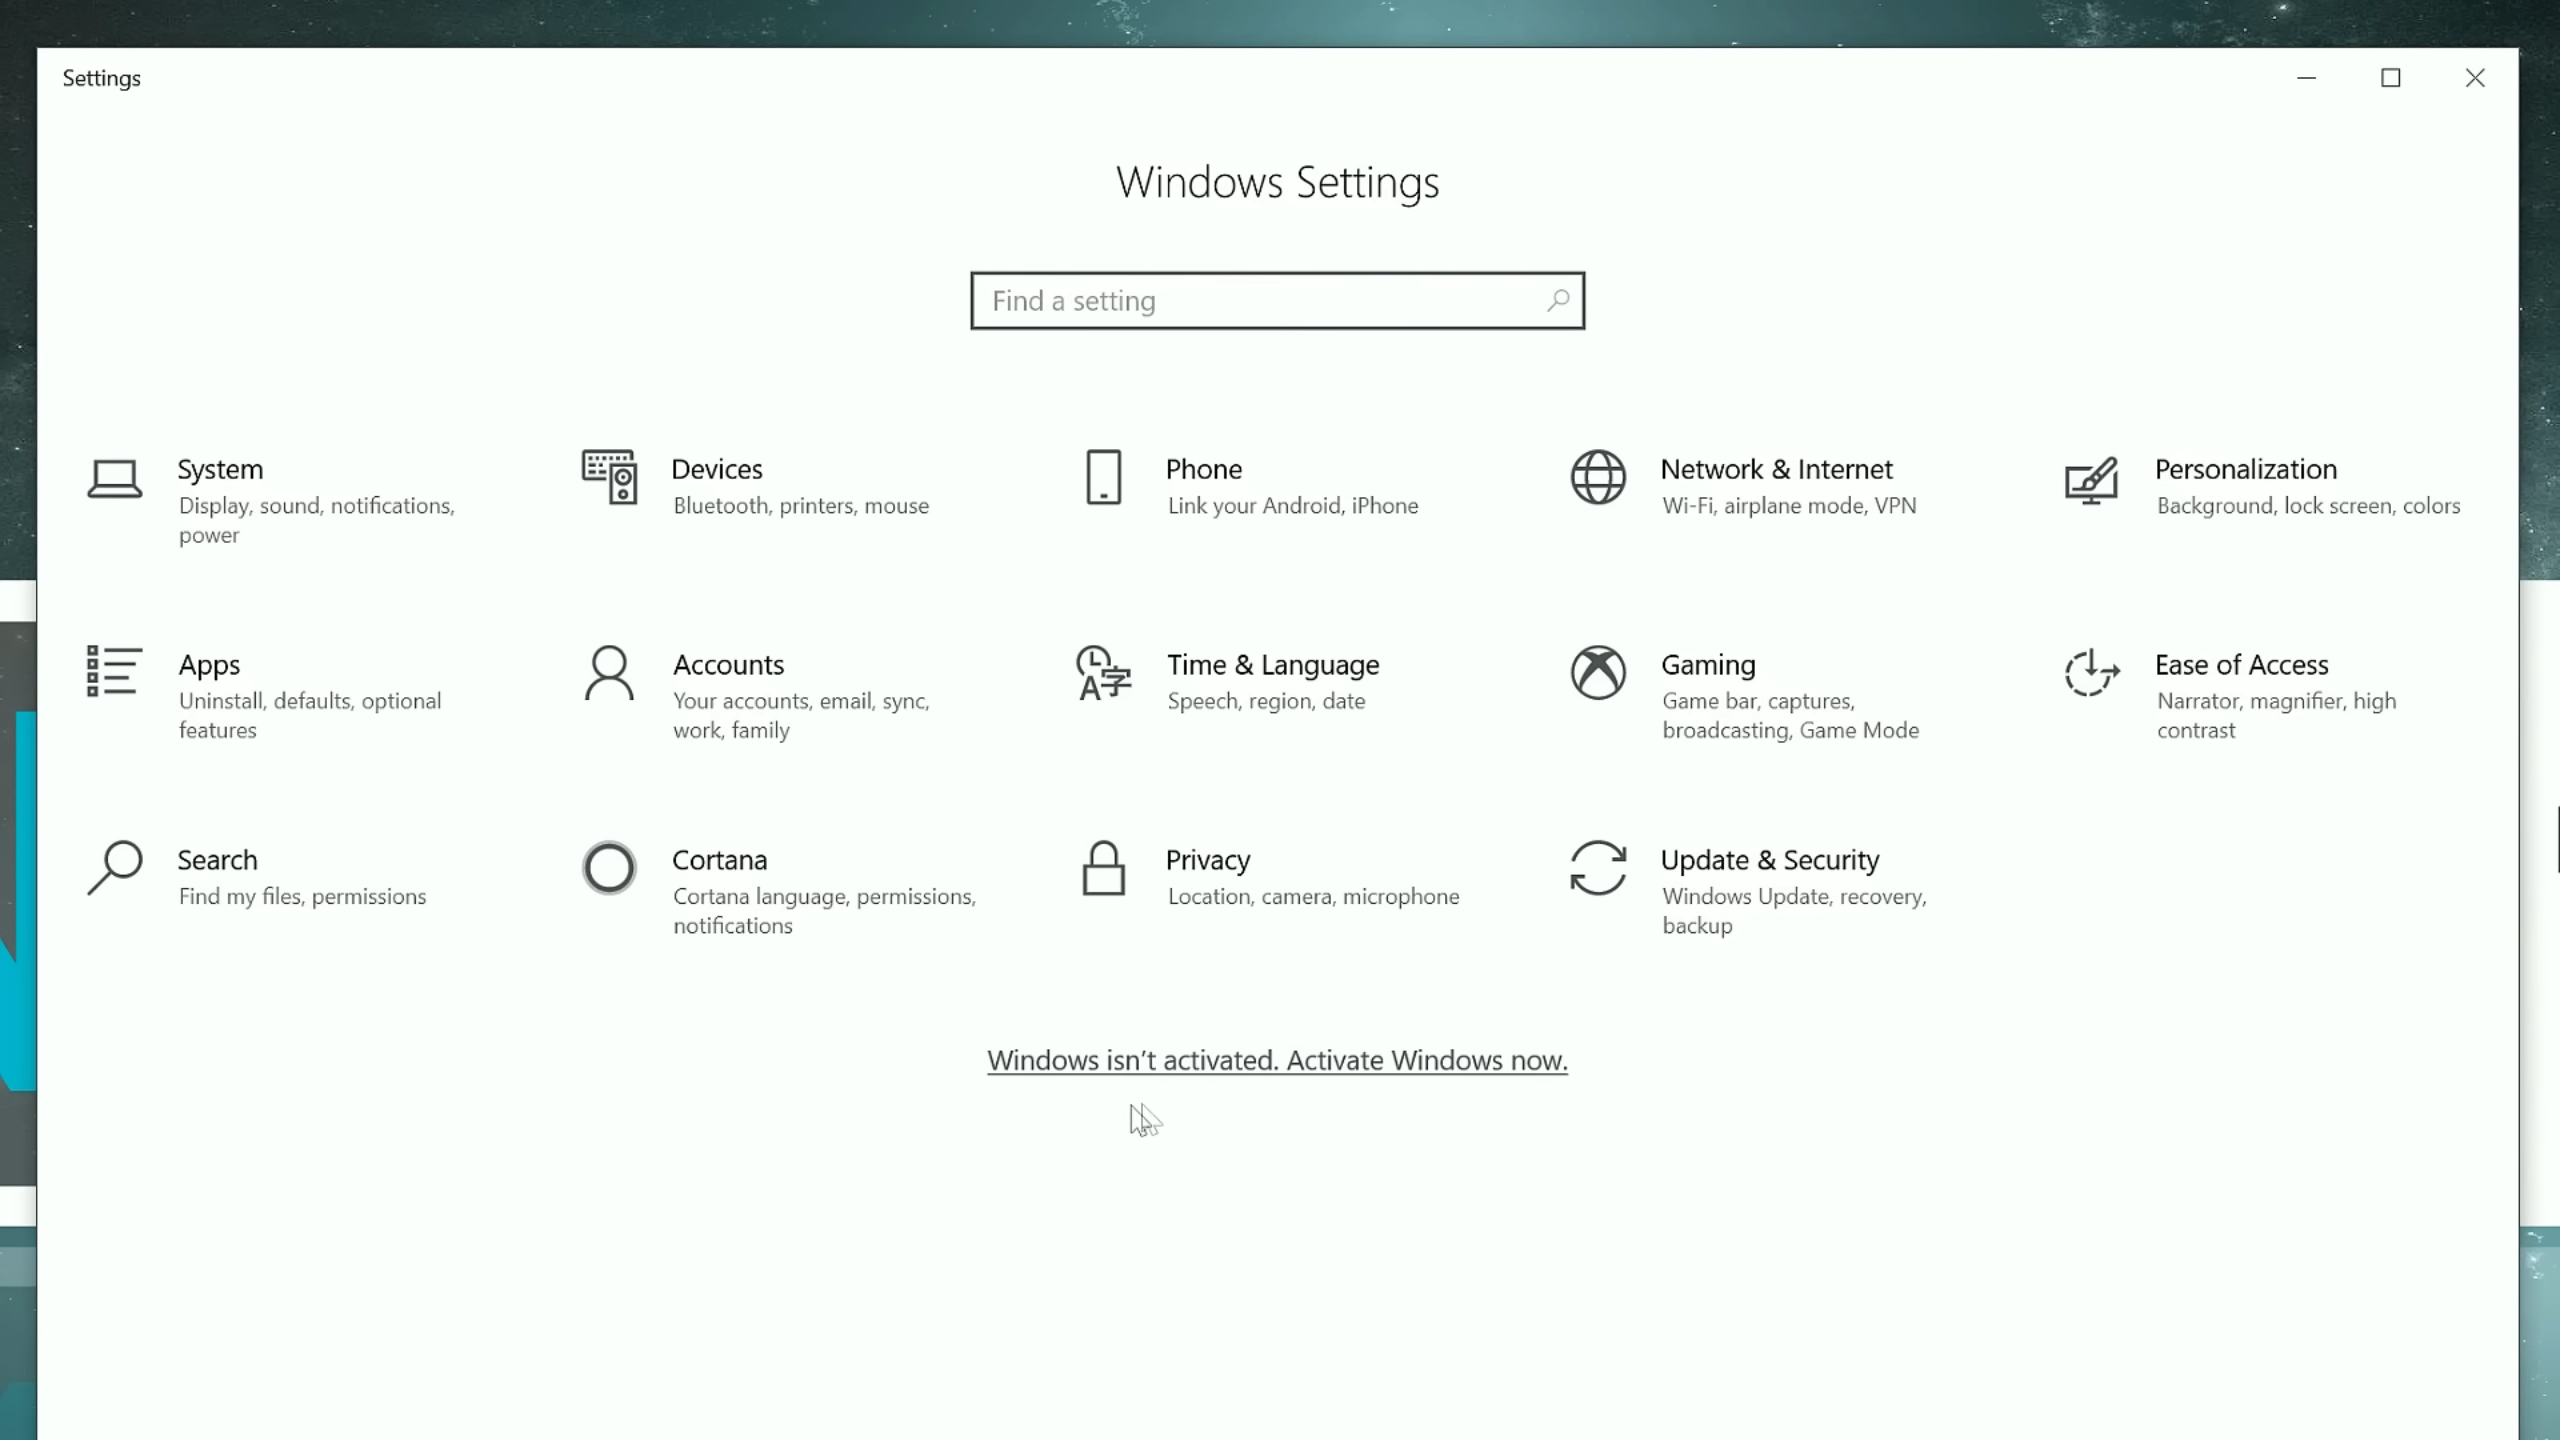 Settings
Windows Settings
Find a setting
System
Display, sound, notifications,
power
Devices
Bluetooth, printers, mouse
Phone
Link your Android, iPhone
Network & Internet
Wi-Fi, airplane mode, VPN
Personalization
Background, lock screen, colors
Apps
Uninstall, defaults, optional
features
Accounts
Your accounts, email, sync,
work, family
Time & Language
Speech, region, date
Gaming
Game bar, captures,
broadcasting, Game Mode
Ease of Access
Narrator, magnifier, high
contrast
Search
Find my files, permissions
Cortana
Cortana language, permissions,
notifications
Privacy
Location, camera, microphone
Update & Security
Windows Update, recovery,
backup
Windows isn't activated. Activate Windows now.